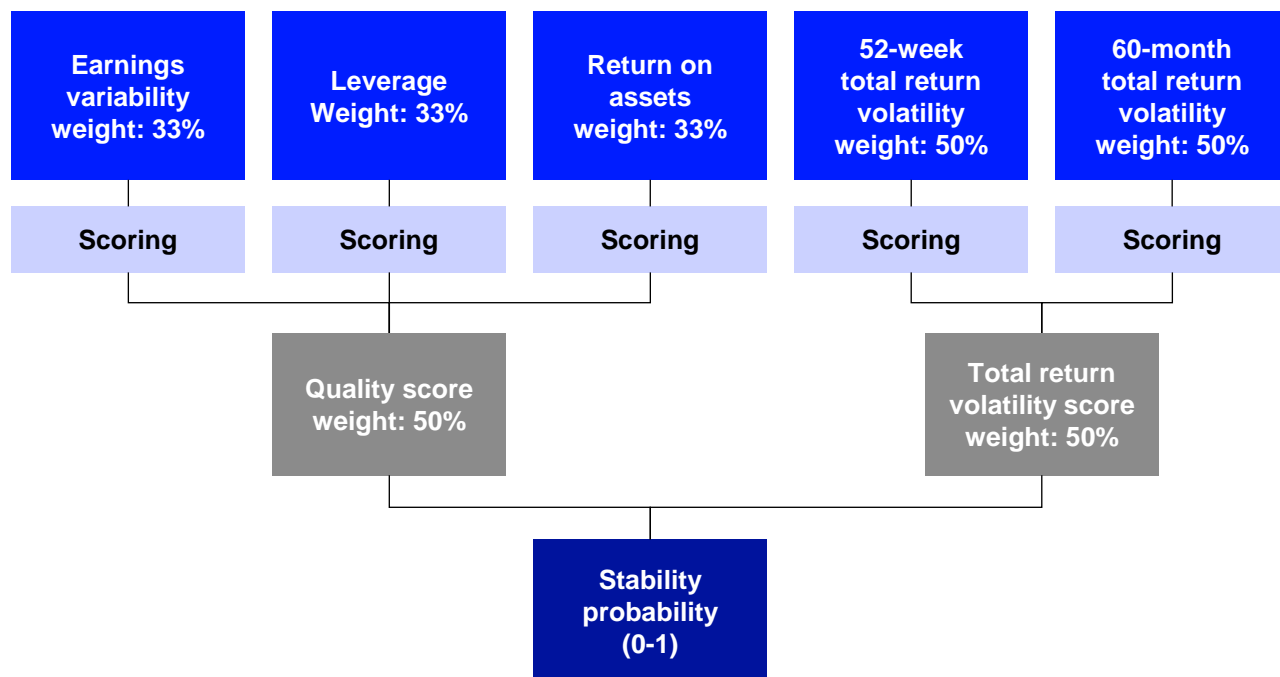 Earnings
variability
weight: 33%
Leverage
Weight: 33%
Return on
assets
weight: 33%
52-week
total return
volatility
weight: 50%
60-month
total return
volatility
weight: 50%
Scoring
Scoring
Scoring
Scoring
Scoring
Quality score
weight: 50%
Total return
volatility score
weight: 50%
Stability
probability
(0-1)